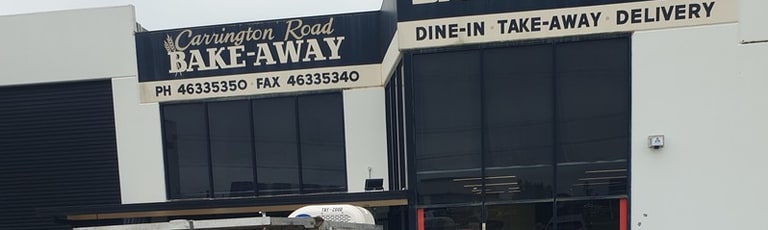 Carrington Road
BAKE-AWAY
PH 46335350 FAX 46335340
DINE-IN · TAKE-AWAY · DELIVERY